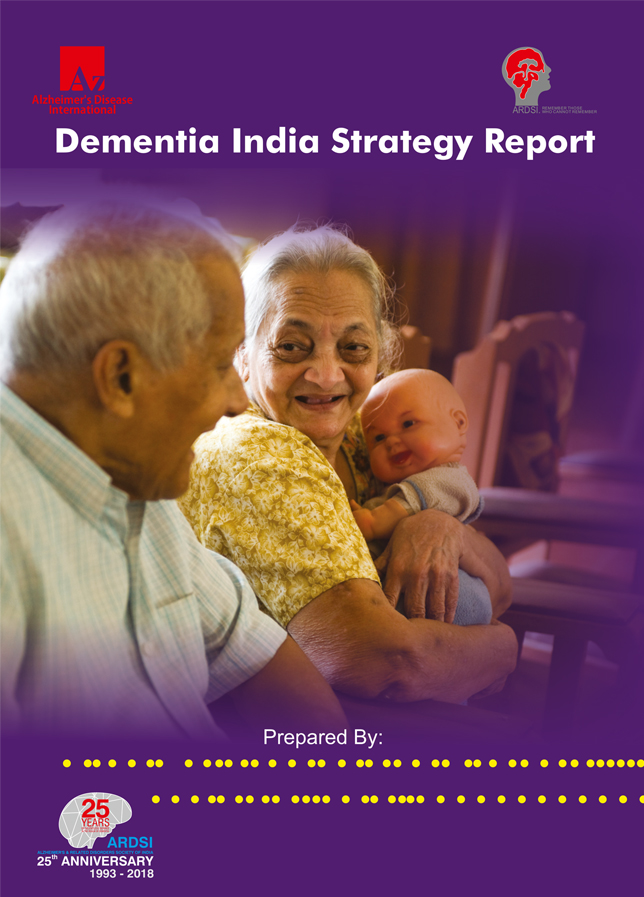 Az
Alzheimer's Disease
International
ARDSI. REMEMBER THOSE
WHO CANNOT REMEMBER
Dementia India Strategy Report
Prepared By:
25
YEARS
ARDSI
ALZHEIMER'S & RELATED DISORDERS SOCIETY OF INDIA
25th ANNIVERSARY
1993 - 2018